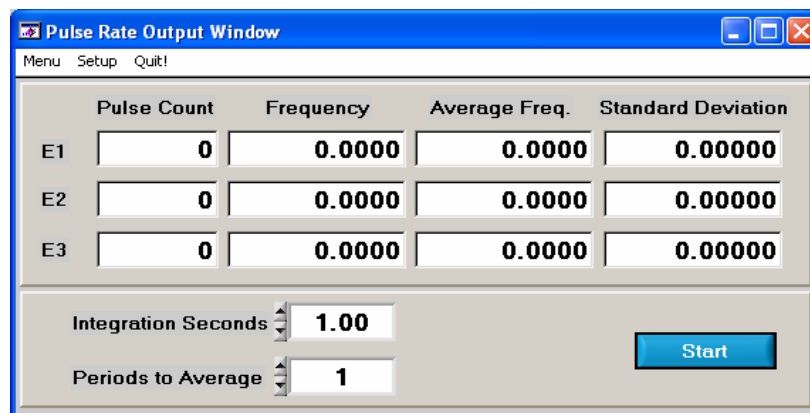 Pulse Rate Output Window
Menu Setup Quit!
Pulse Count Frequency Average Freq. Standard Deviation
E1 0 0.0000 0.0000 0.00000
E2 0 0.0000 0.0000 0.00000
E3 0 0.0000 0.0000 0.00000
Integration Seconds 1.00
Start
Periods to Average 1